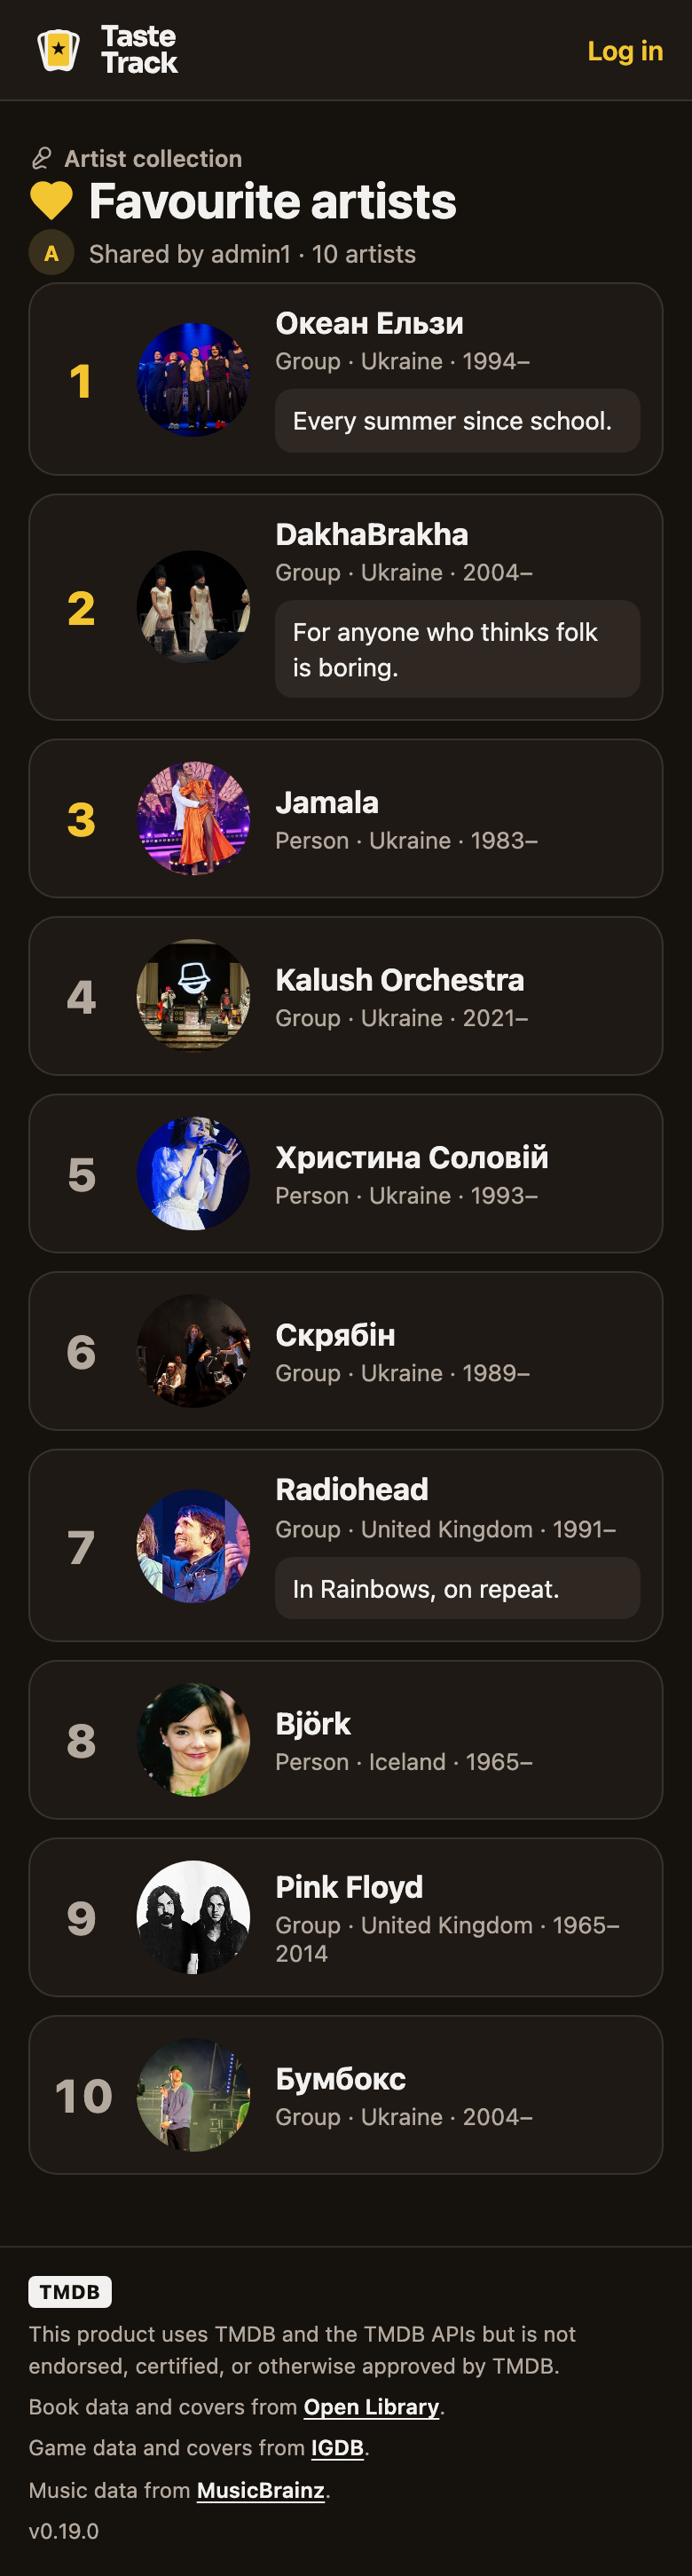 Taste
Track
Log in
Artist collection
Favourite artists
A
Shared by admin1 · 10 artists
1
Океан Ельзи
Group · Ukraine · 1994–
Every summer since school.
2
DakhaBrakha
Group · Ukraine · 2004–
For anyone who thinks folk
is boring.
3
Jamala
Person · Ukraine · 1983–
4
Kalush Orchestra
Group · Ukraine · 2021–
5
Христина Соловій
Person · Ukraine · 1993–
6
Скрябін
Group · Ukraine · 1989–
7
Radiohead
Group · United Kingdom · 1991–
In Rainbows, on repeat.
8
Björk
Person · Iceland · 1965–
9
Pink Floyd
Group · United Kingdom · 1965–
2014
10
Бумбокс
Group · Ukraine · 2004–
TMDB
This product uses TMDB and the TMDB APIs but is not
endorsed, certified, or otherwise approved by TMDB.
Book data and covers from Open Library.
Game data and covers from IGDB.
Music data from MusicBrainz.
v0.19.0